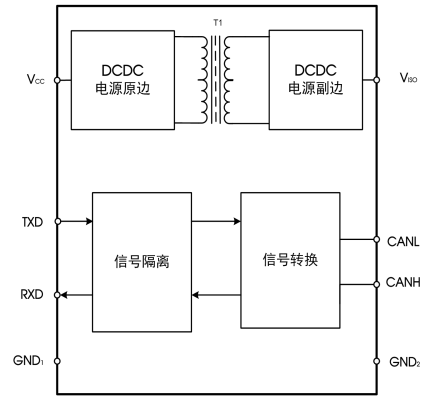 T1
DCDC
电源原边
DCDC
电源副边
VCC
VISO
TXD
信号隔离
信号转换
CANL
RXD
CANH
GND1
GND2